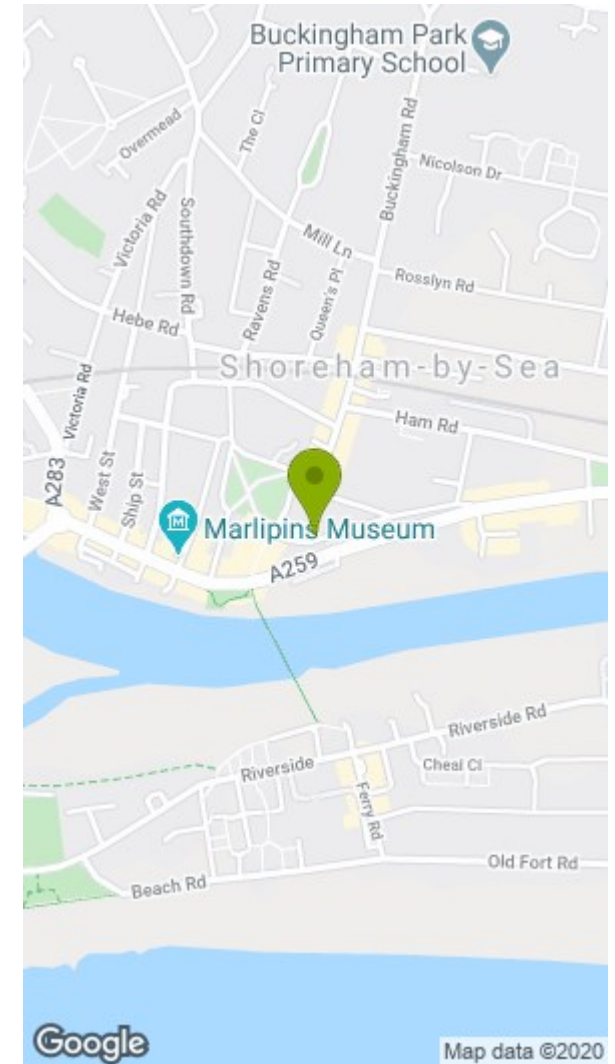 Buckingham Park
Primary School
Overmead
The Cl
Buckingham Rd
Nicolson Dr
Victoria Rd
Southdown Rd
Mill Ln
Ravens Rd
Queen's Pl
Rosslyn Rd
Hebe Rd
Shoreham-by-Sea
Victoria Rd
Ham Rd
A283
West St
Ship St
M
Marlipins Museum
A259
Riverside Rd
Riverside
Cheal Cl
Ferry Rd
Old Fort Rd
Beach Rd
Google
Map data ©2020